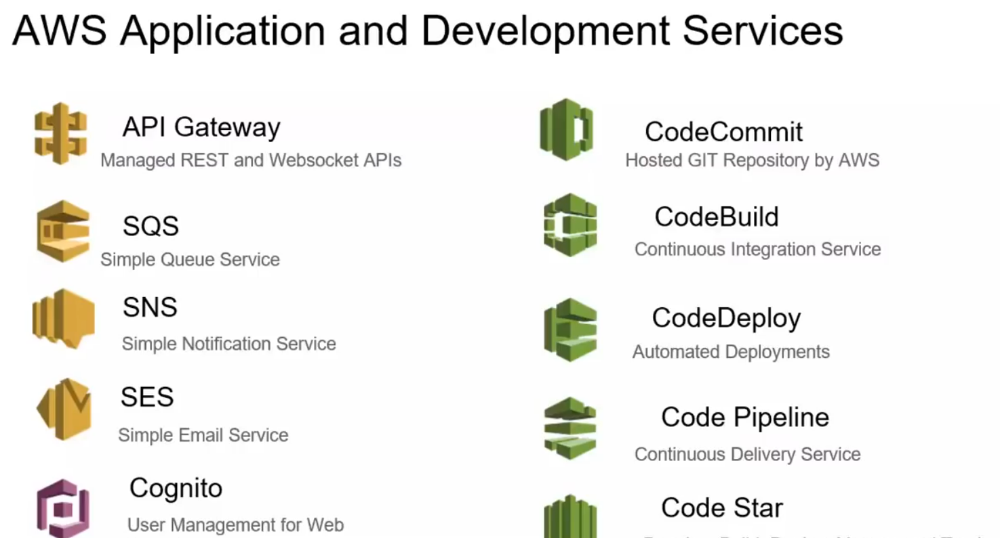 AWS Application and Development Services
API Gateway
Managed REST and Websocket APIs
SQS
Simple Queue Service
SNS
Simple Notification Service
SES
Simple Email Service
Cognito
User Management for Web
CodeCommit
Hosted GIT Repository by AWS
CodeBuild
Continuous Integration Service
CodeDeploy
Automated Deployments
Code Pipeline
Continuous Delivery Service
Code Star